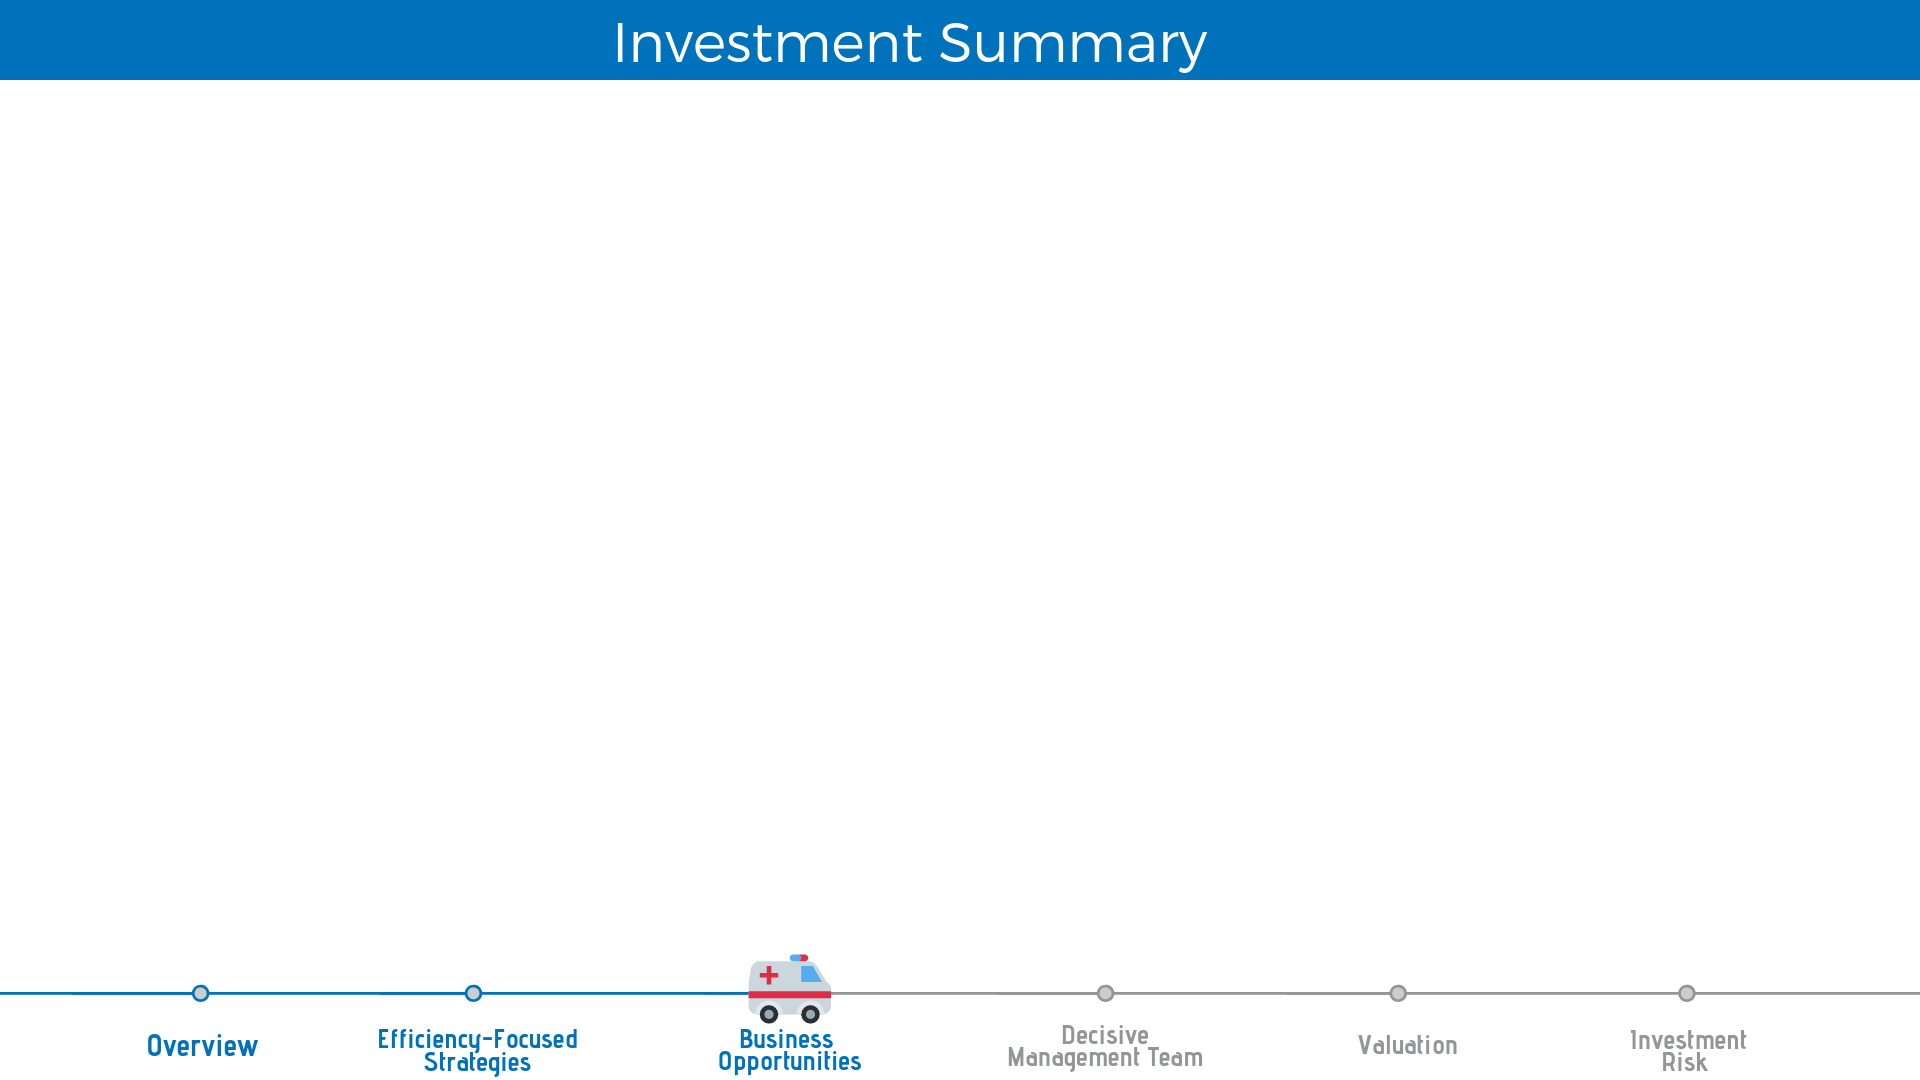 Investment Summary
Overview
Efficiency-Focused
Strategies
Business
Opportunities
Decisive
Management Team
Valuation
Investment
Risk